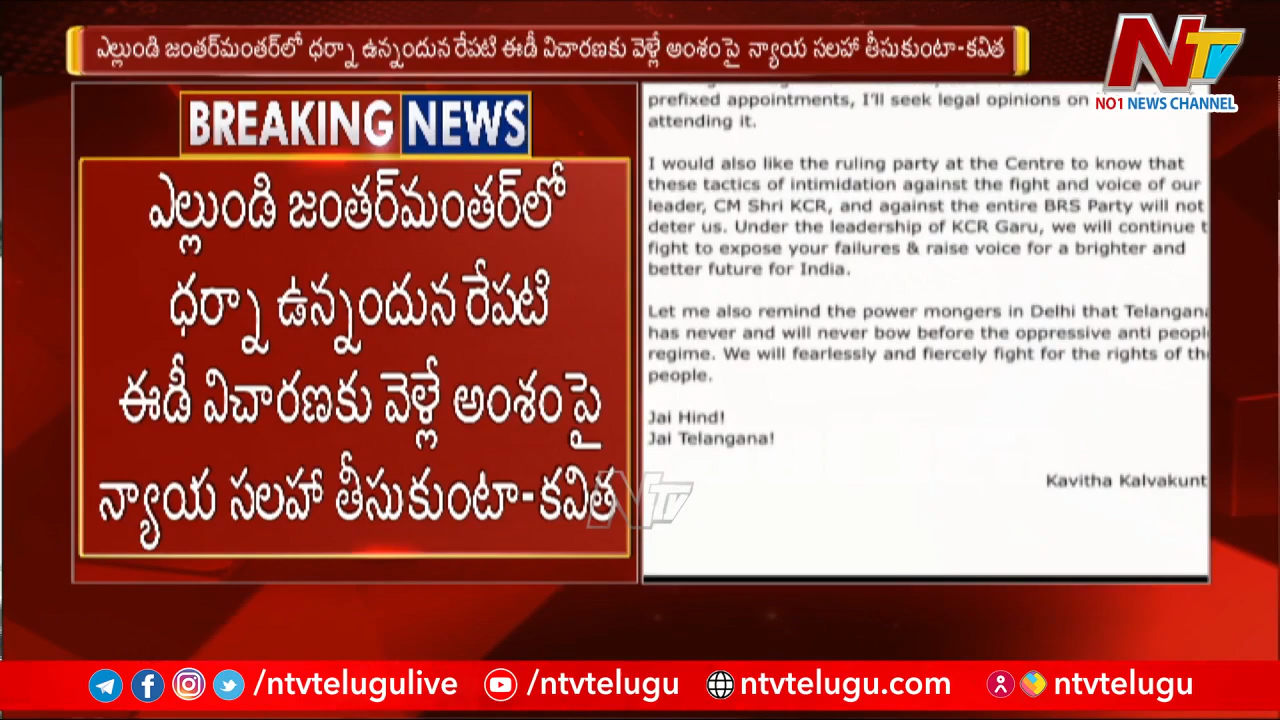 ఎల్లుండి జంతర్‌మంతర్‌లో ధర్నా ఉన్నందున రేపటి ఈడీ విచారణకు వెళ్లే అంశంపై న్యాయ సలహా తీసుకుంటా-కవిత
NTV
NO1 NEWS CHANNEL
BREAKING NEWS
ఎల్లుండి జంతర్‌మంతర్‌లో
ధర్నా ఉన్నందున రేపటి
ఈడీ విచారణకు వెళ్లే అంశంపై
న్యాయ సలహా తీసుకుంటా-కవిత
prefixed appointments, I'll seek legal opinions on
attending it.
I would also like the ruling party at the Centre to know that
these tactics of intimidation against the fight and voice of our
leader, CM Shri KCR, and against the entire BRS Party will not
deter us. Under the leadership of KCR Garu, we will continue t
fight to expose your failures & raise voice for a brighter and
better future for India.
Let me also remind the power mongers in Delhi that Telangana
has never and will never bow before the oppressive anti peopl
regime. We will fearlessly and fiercely fight for the rights of th
people.
Jai Hind!
Jai Telangana!
Kavitha Kalvakunt
NTV
/ntvtelugulive
/ntvtelugu
ntvtelugu.com
ntvtelugu